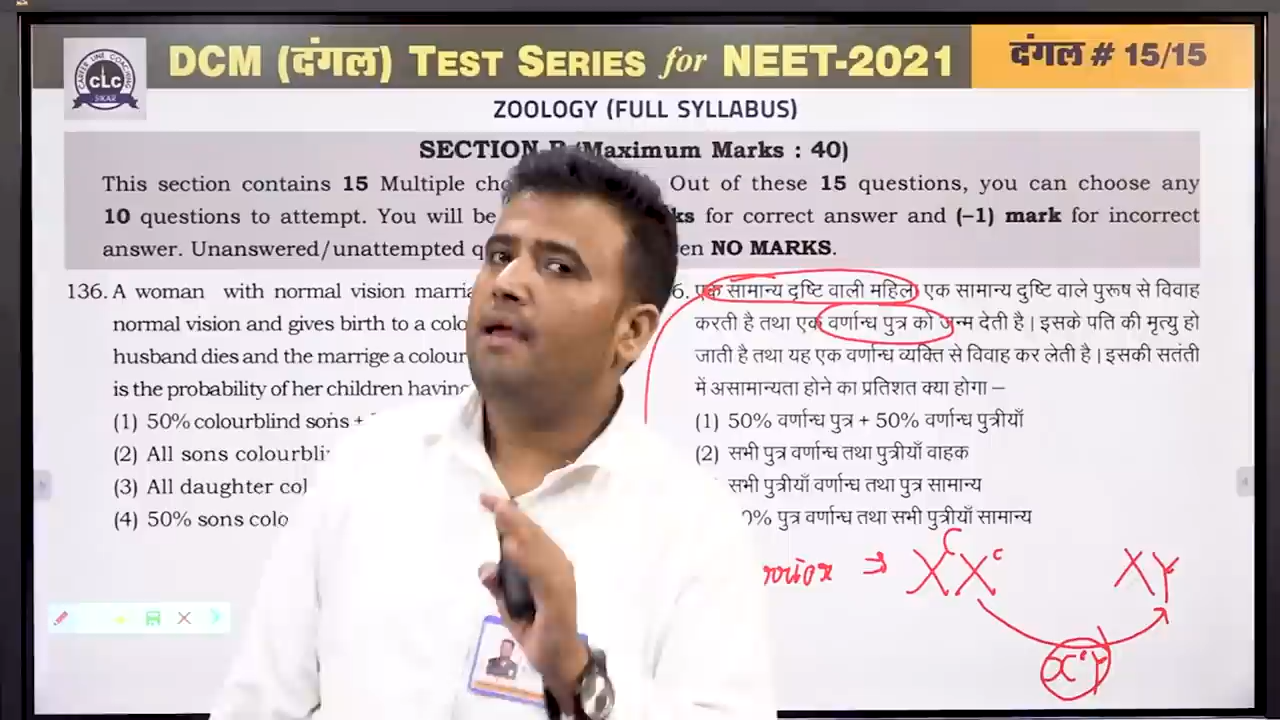 CLC
SIKAR
DCM (दंगल) TEST SERIES for NEET-2021
दंगल # 15/15
ZOOLOGY (FULL SYLLABUS)
SECTION (Maximum Marks : 40)
This section contains 15 Multiple Out of these 15 questions, you can choose any
10 questions to attempt. You will be for correct answer and (–1) mark for incorrect
answer. Unanswered/unattempted NO MARKS.
136. A woman with normal vision
normal vision and gives birth to a
husband dies and the marrige a
is the probability of her children having
(1) 50% colourblind sons +
(2) All sons
(3) All daughter
(4) 50% sons
एक सामान्य दृष्टि वाली महिला एक सामान्य दृष्टि वाले पुरूष से विवाह
करती है तथा एक वर्णान्ध पुत्र को जन्म देती है। इसके पति की मृत्यु हो
जाती है तथा यह एक वर्णान्ध व्यक्ति से विवाह कर लेती है। इसकी सतंती
में असामान्यता होने का प्रतिशत क्या होगा –
(1) 50% वर्णान्ध पुत्र + 50% वर्णान्ध पुत्रीयाँ
(2) सभी पुत्र वर्णान्ध तथा पुत्रीयाँ वाहक
सभी पुत्रीयाँ वर्णान्ध तथा पुत्र सामान्य
पुत्र वर्णान्ध तथा सभी पुत्रीयाँ सामान्य
⇒ XᶜXᶜ XY
XᶜY